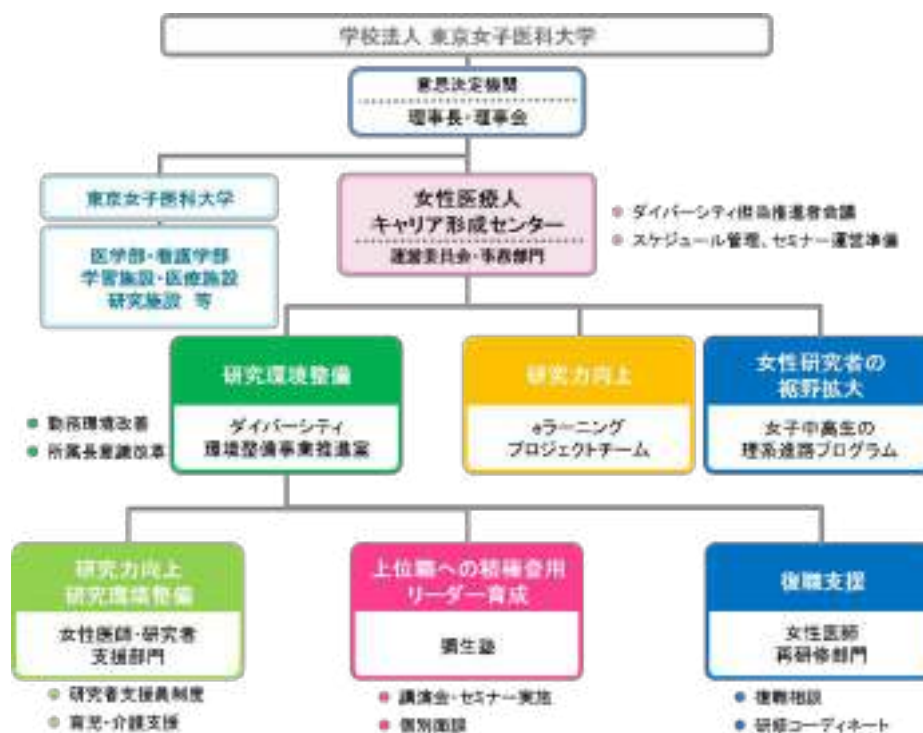 学校法人 東京女子医科大学
意思決定機関
理事長・理事会
東京女子医科大学
医学部・看護学部
学習施設・医療施設
研究施設 等
女性医療人
キャリア形成センター
運営委員会・事務部門
ダイバーシティ担当推進者会議
スケジュール管理、セミナー運営準備
研究環境整備
ダイバーシティ
環境整備事業推進室
勤務環境改善
所属長意識改革
研究力向上
eラーニング
プロジェクトチーム
女性研究者の
裾野拡大
女子中高生の
理系進路プログラム
研究力向上
研究環境整備
女性医師・研究者
支援部門
研究者支援員制度
育児・介護支援
上位職への積極登用
リーダー育成
彌生塾
講演会・セミナー実施
個別面談
復職支援
女性医師
再研修部門
復職相談
研修コーディネート